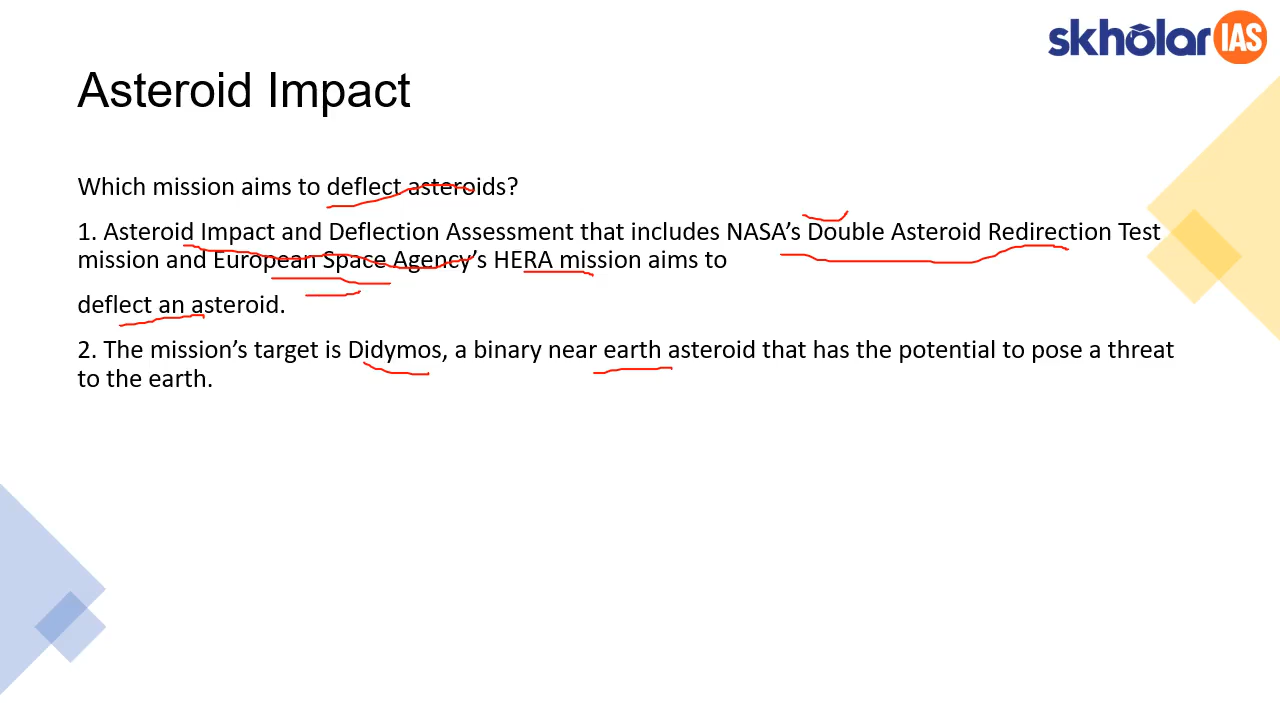 skholar IAS
Asteroid Impact
Which mission aims to deflect asteroids?
1. Asteroid Impact and Deflection Assessment that includes NASA’s Double Asteroid Redirection Test
mission and European Space Agency’s HERA mission aims to
deflect an asteroid.
2. The mission’s target is Didymos, a binary near earth asteroid that has the potential to pose a threat
to the earth.